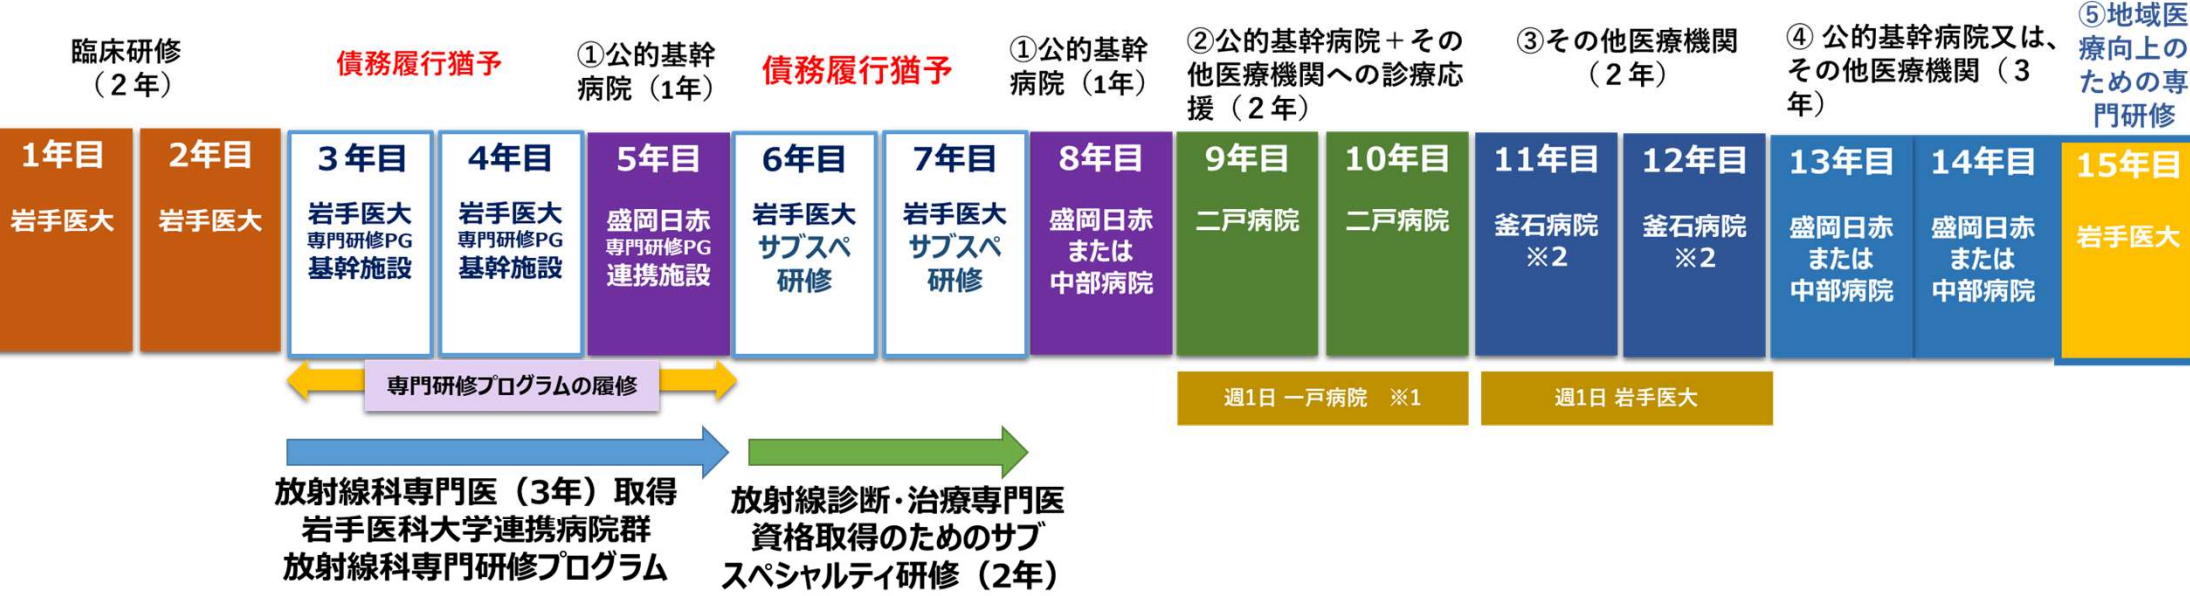 臨床研修
（２年）
債務履行猶予
①公的基幹
病院（1年）
債務履行猶予
①公的基幹
病院（1年）
②公的基幹病院＋その
他医療機関への診療応
援（２年）
③その他医療機関
（２年）
④ 公的基幹病院又は、
その他医療機関（３
年）
⑤地域医
療向上の
ための専
門研修
1年目
岩手医大
2年目
岩手医大
３年目
岩手医大
専門研修PG
基幹施設
4年目
岩手医大
専門研修PG
基幹施設
5年目
盛岡日赤
専門研修PG
連携施設
6年目
岩手医大
サブスペ
研修
7年目
岩手医大
サブスペ
研修
8年目
盛岡日赤
または
中部病院
9年目
二戸病院
10年目
二戸病院
11年目
釜石病院
※2
12年目
釜石病院
※2
13年目
盛岡日赤
または
中部病院
14年目
盛岡日赤
または
中部病院
15年目
岩手医大
専門研修プログラムの履修
週1日 一戸病院　※1
週1日 岩手医大
放射線科専門医（3年）取得
岩手医科大学連携病院群
放射線科専門研修プログラム
放射線診断・治療専門医
資格取得のためのサブ
スペシャルティ研修（2年）